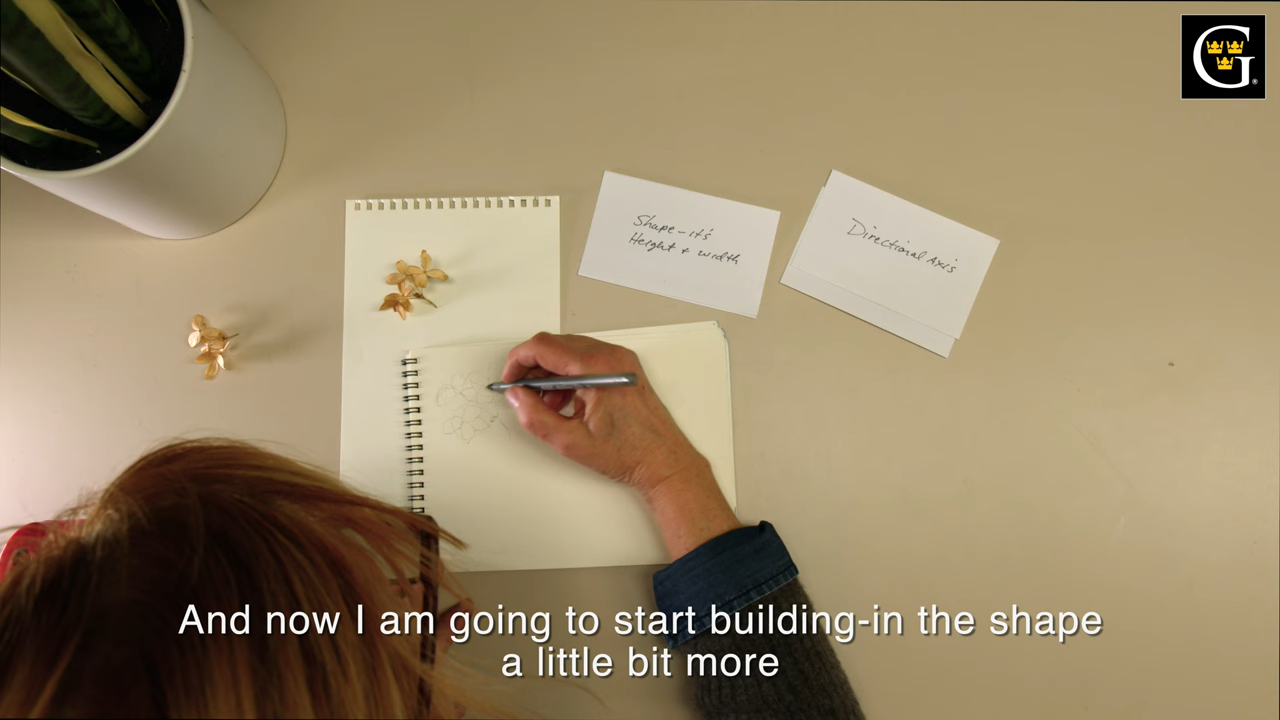 G
Shape - it's
Height + width
Directional Axis
And now I am going to start building-in the shape
a little bit more